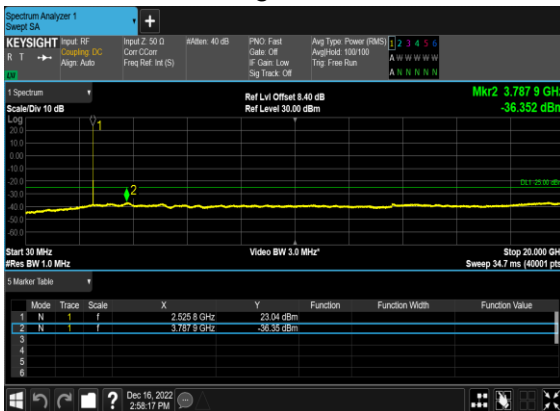 Spectrum Analyzer 1
Swept SA
KEYSIGHT
R T
LV
Input: RF
Coupling: DC
Align: Auto
Input Z: 50 Ω
Corr CCorr
Freq Ref: Int (S)
#Atten: 40 dB
PNO: Fast
Gate: Off
IF Gain: Low
Sig Track: Off
Avg Type: Power (RMS)
Avg|Hold: 100/100
Trig: Free Run
1 2 3 4 5 6
A W W W W W
A N N N N N
1 Spectrum
Scale/Div 10 dB
Ref Lvl Offset 8.40 dB
Ref Level 30.00 dBm
Mkr2 3.787 9 GHz
-36.352 dBm
Log
20.0
10.0
0.00
-10.0
-20.0
-30.0
-40.0
-50.0
-60.0
1
2
DL1 -25.00 dBm
Start 30 MHz
#Res BW 1.0 MHz
Video BW 3.0 MHz*
Stop 20.000 GHz
Sweep 34.7 ms (40001 pts)
5 Marker Table
Mode Trace Scale X Y Function Function Width Function Value
1 N 1 f 2.525 8 GHz 23.04 dBm
2 N 1 f 3.787 9 GHz -36.35 dBm
3
4
5
6
?
Dec 16, 2022
2:58:17 PM